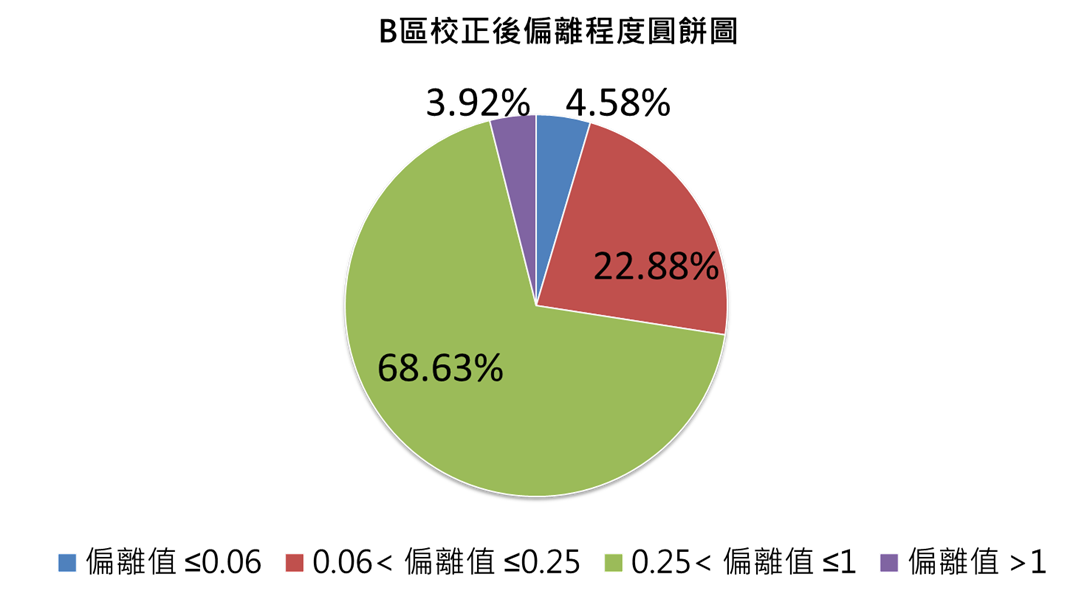 B區校正後偏離程度圓餅圖
3.92% 4.58%
22.88%
68.63%
偏離值 ≤0.06 0.06< 偏離值 ≤0.25 0.25< 偏離值 ≤1 偏離值 >1